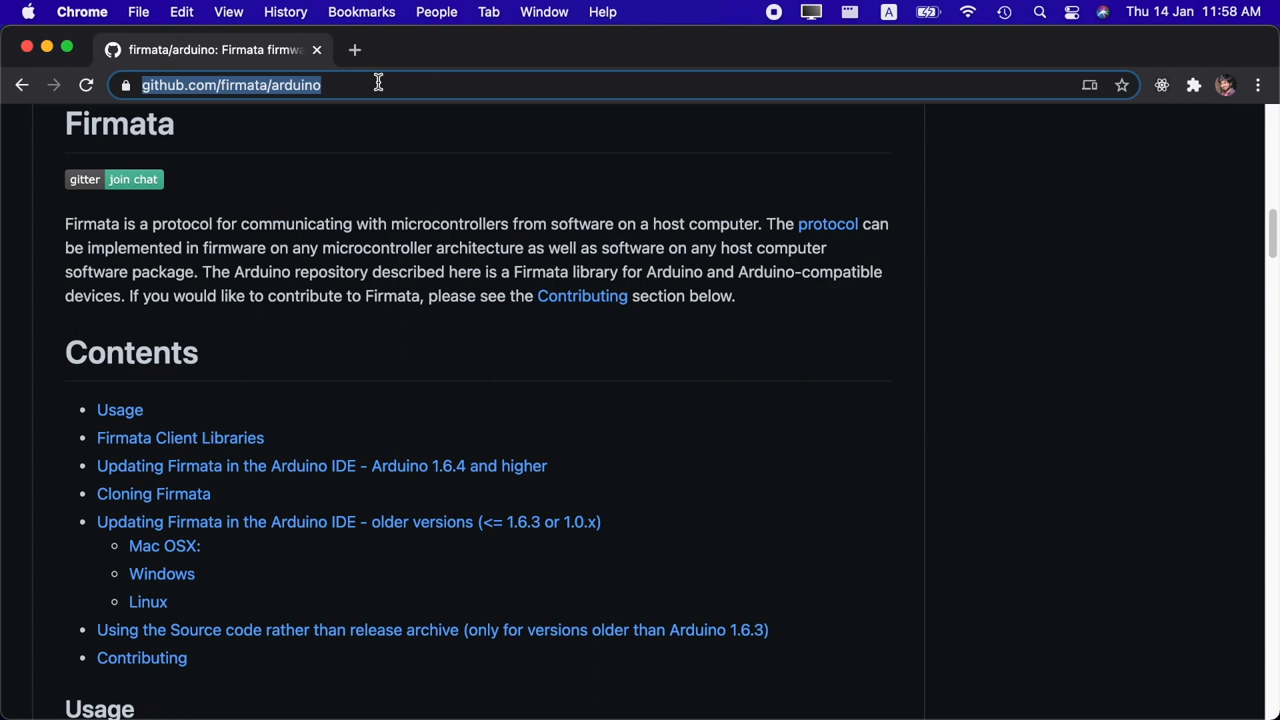 Chrome File Edit View History Bookmarks People Tab Window Help A Thu 14 Jan 11:58 AM
firmata/arduino: Firmata firmwa
github.com/firmata/arduino
Firmata
gitter join chat
Firmata is a protocol for communicating with microcontrollers from software on a host computer. The protocol can
be implemented in firmware on any microcontroller architecture as well as software on any host computer
software package. The Arduino repository described here is a Firmata library for Arduino and Arduino-compatible
devices. If you would like to contribute to Firmata, please see the Contributing section below.
Contents
Usage
Firmata Client Libraries
Updating Firmata in the Arduino IDE - Arduino 1.6.4 and higher
Cloning Firmata
Updating Firmata in the Arduino IDE - older versions (<= 1.6.3 or 1.0.x)
Mac OSX:
Windows
Linux
Using the Source code rather than release archive (only for versions older than Arduino 1.6.3)
Contributing
Usage